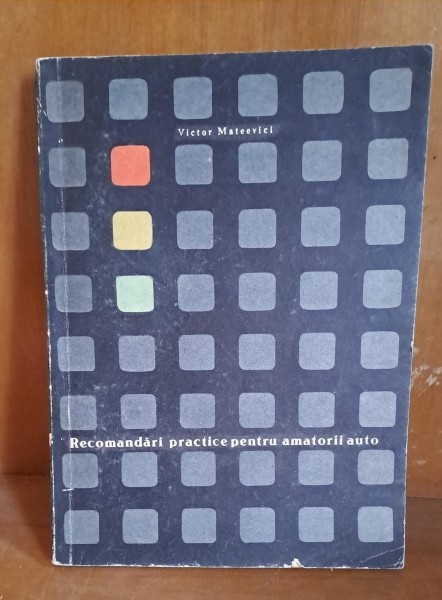 Victor Mateevici
Recomandări practice pentru amatorii auto